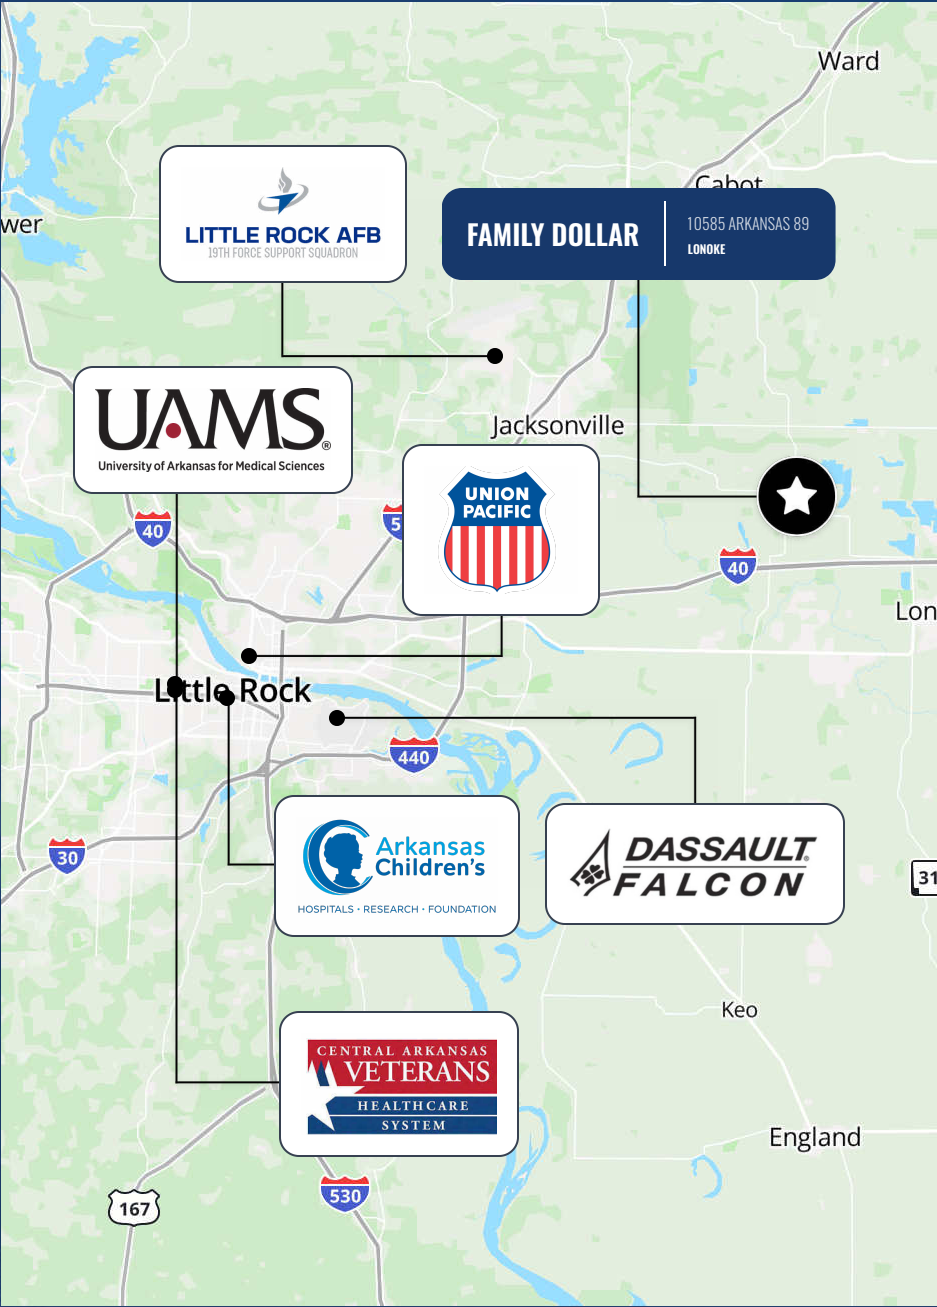 Ward
Cabot
wer
LITTLE ROCK AFB
19TH FORCE SUPPORT SQUADRON
FAMILY DOLLAR
10585 ARKANSAS 89
LONOKE
UAMS®
University of Arkansas for Medical Sciences
Jacksonville
UNION
PACIFIC
40
5
40
Lon
Little Rock
440
30
Arkansas
Children's
HOSPITALS · RESEARCH · FOUNDATION
DASSAULT®
FALCON
31
Keo
CENTRAL ARKANSAS
VETERANS
HEALTHCARE
SYSTEM
England
530
167